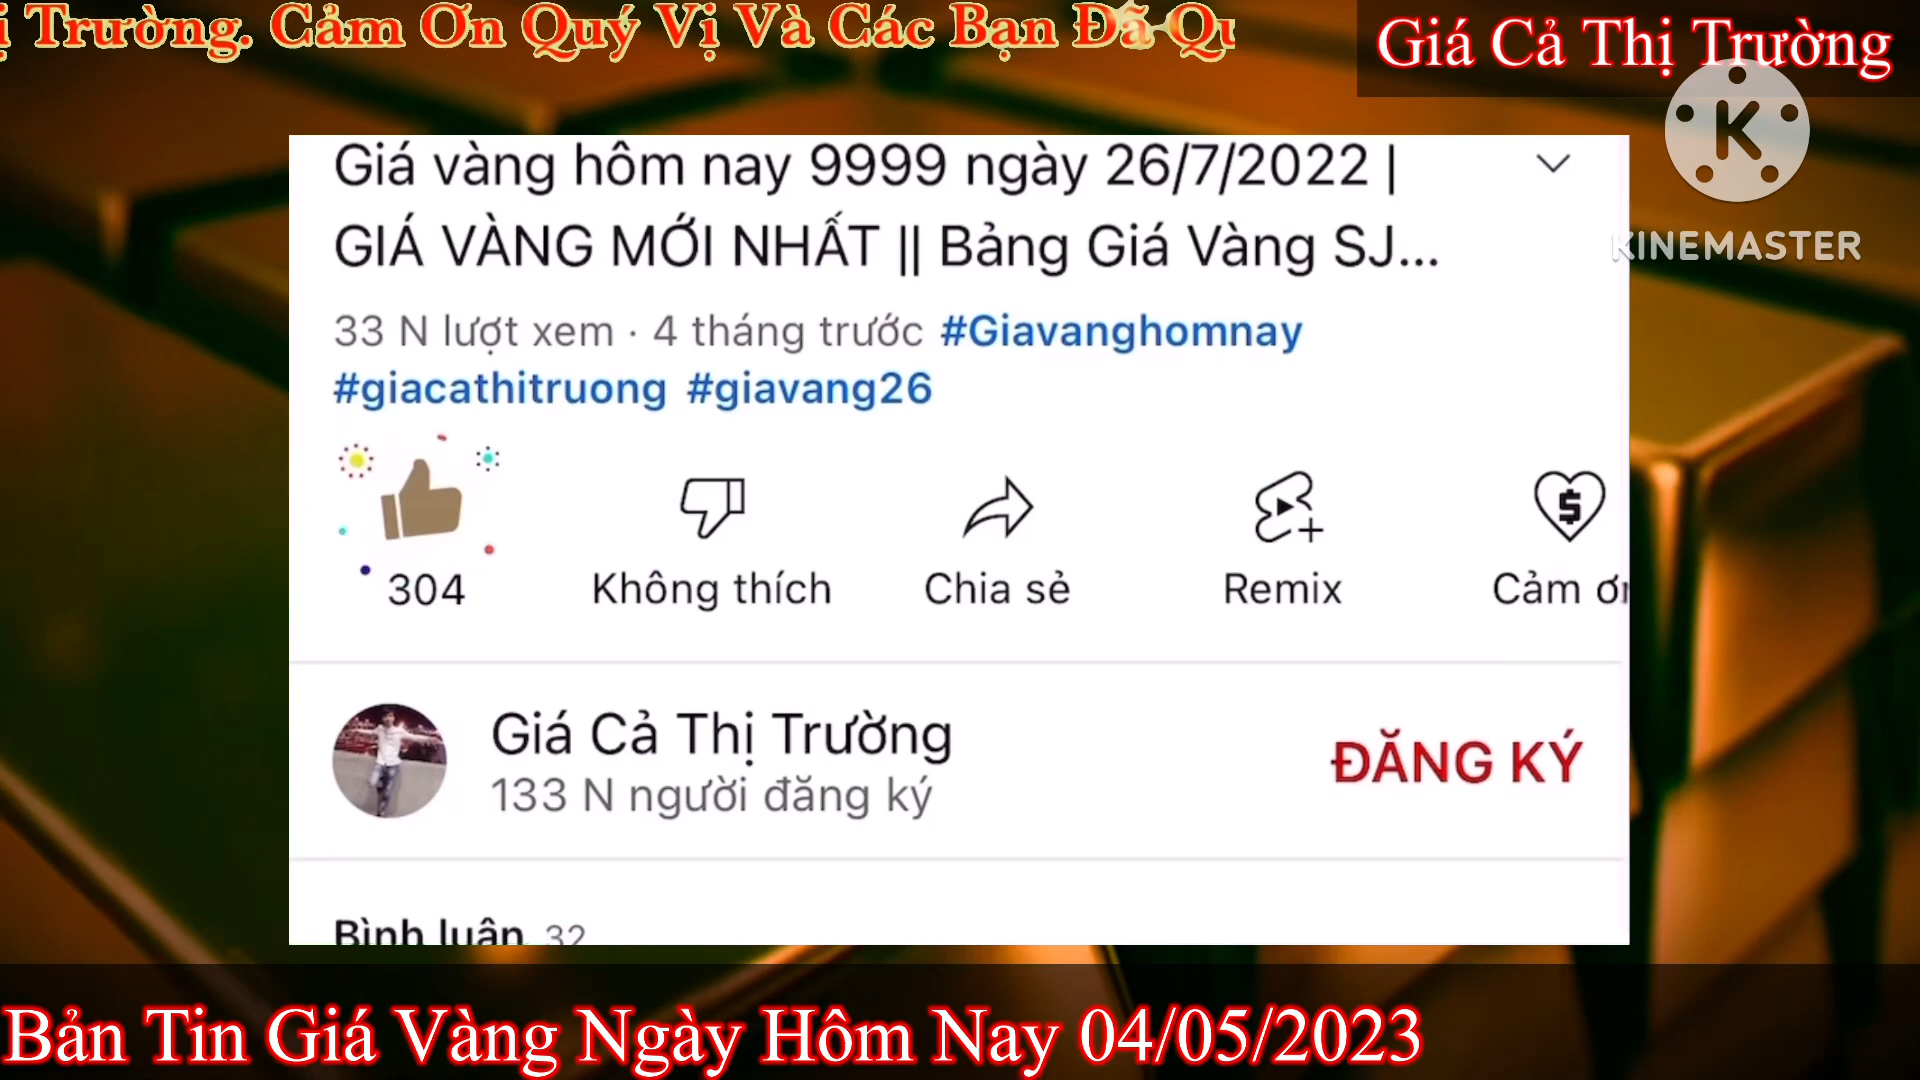 ị Trường. Cảm Ơn Quý Vị Và Các Bạn Đã
Giá Cả Thị Trường
KINEMASTER
Giá vàng hôm nay 9999 ngày 26/7/2022 |
GIÁ VÀNG MỚI NHẤT || Bảng Giá Vàng SJ...
33 N lượt xem · 4 tháng trước #Giavanghomnay
#giacathitruong #giavang26
304 Không thích Chia sẻ Remix Cảm ơn
Giá Cả Thị Trường
133 N người đăng ký
ĐĂNG KÝ
Bình luận 32
Bản Tin Giá Vàng Ngày Hôm Nay 04/05/2023